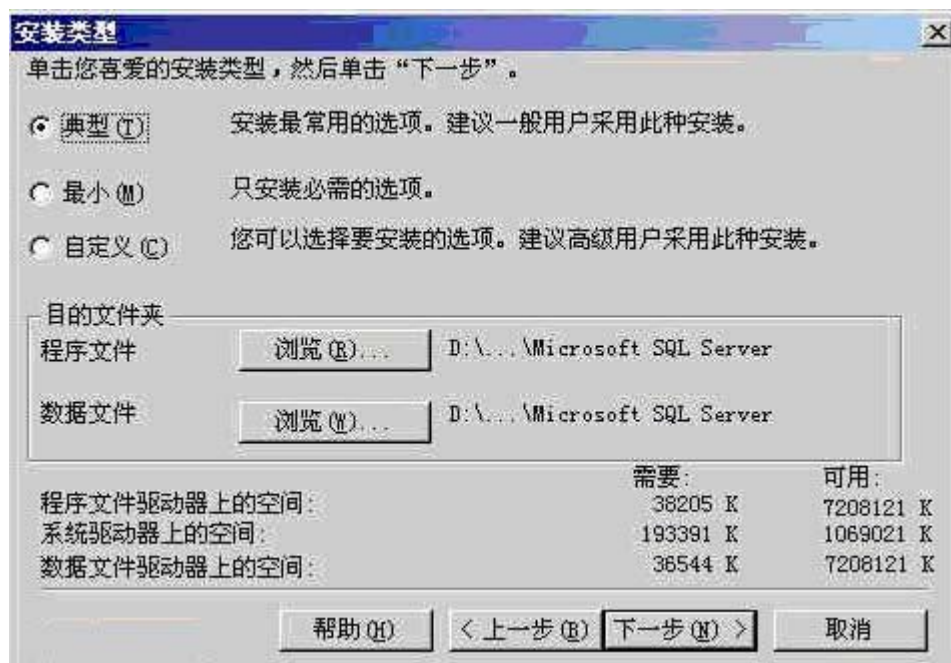 安装类型
单击您喜爱的安装类型，然后单击“下一步”。
典型(T) 安装最常用的选项。建议一般用户采用此种安装。
最小(M) 只安装必需的选项。
自定义(C) 您可以选择要安装的选项。建议高级用户采用此种安装。
目的文件夹
程序文件 浏览(R)... D:\...\Microsoft SQL Server
数据文件 浏览(W)... D:\...\Microsoft SQL Server
需要: 可用:
程序文件驱动器上的空间: 38205 K 7208121 K
系统驱动器上的空间: 193391 K 1069021 K
数据文件驱动器上的空间: 36544 K 7208121 K
帮助(H) < 上一步(B) 下一步(N) > 取消